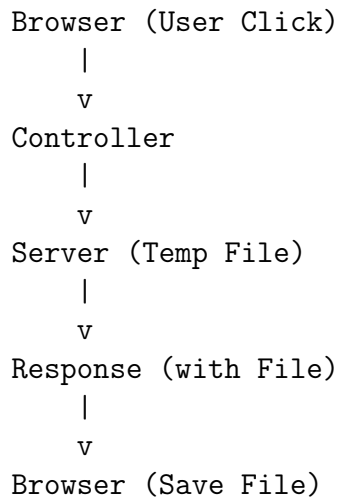 Browser (User Click)
|
v
Controller
|
v
Server (Temp File)
|
v
Response (with File)
|
v
Browser (Save File)